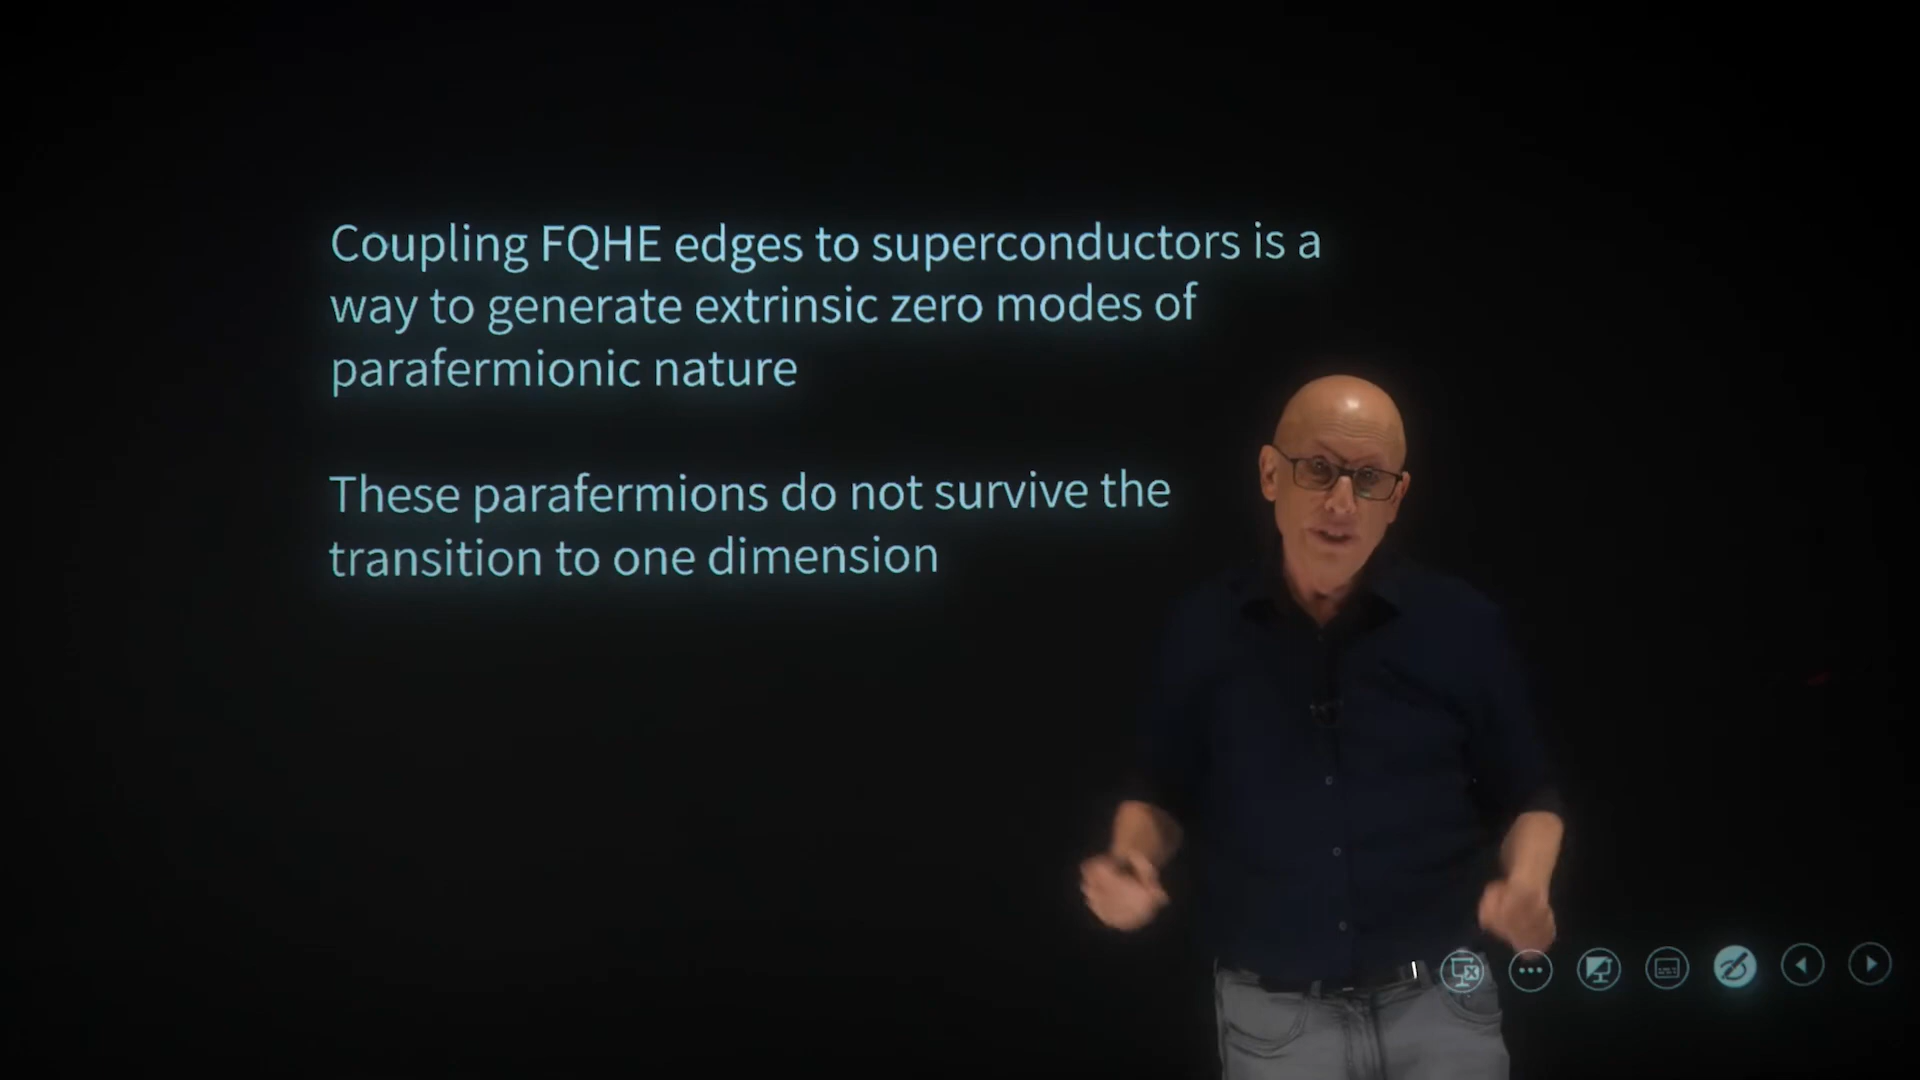 Coupling FQHE edges to superconductors is a
way to generate extrinsic zero modes of
parafermionic nature
These parafermions do not survive the
transition to one dimension